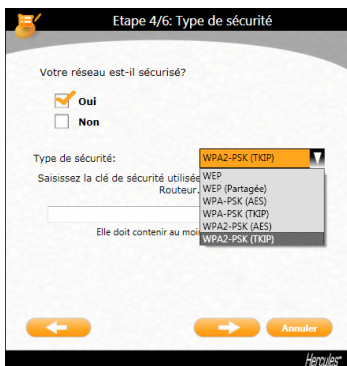 Etape 4/6: Type de sécurité
Votre réseau est-il sécurisé?
Oui
Non
Type de sécurité:
WPA2-PSK (TKIP)
Saisissez la clé de sécurité utilisée
Routeur.
Elle doit contenir au moi
WEP
WEP (Partagée)
WPA-PSK (AES)
WPA-PSK (TKIP)
WPA2-PSK (AES)
WPA2-PSK (TKIP)
Annuler
Hercules